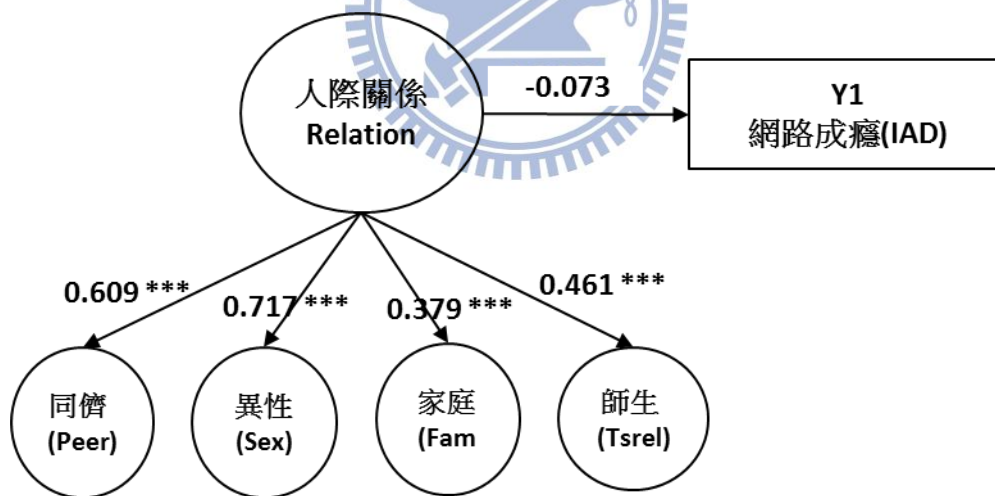 人際關係
Relation
-0.073
Y1
網路成癮(IAD)
0.609 ***
0.717 ***
0.379 ***
0.461 ***
同儕
(Peer)
異性
(Sex)
家庭
(Fam
師生
(Tsrel)